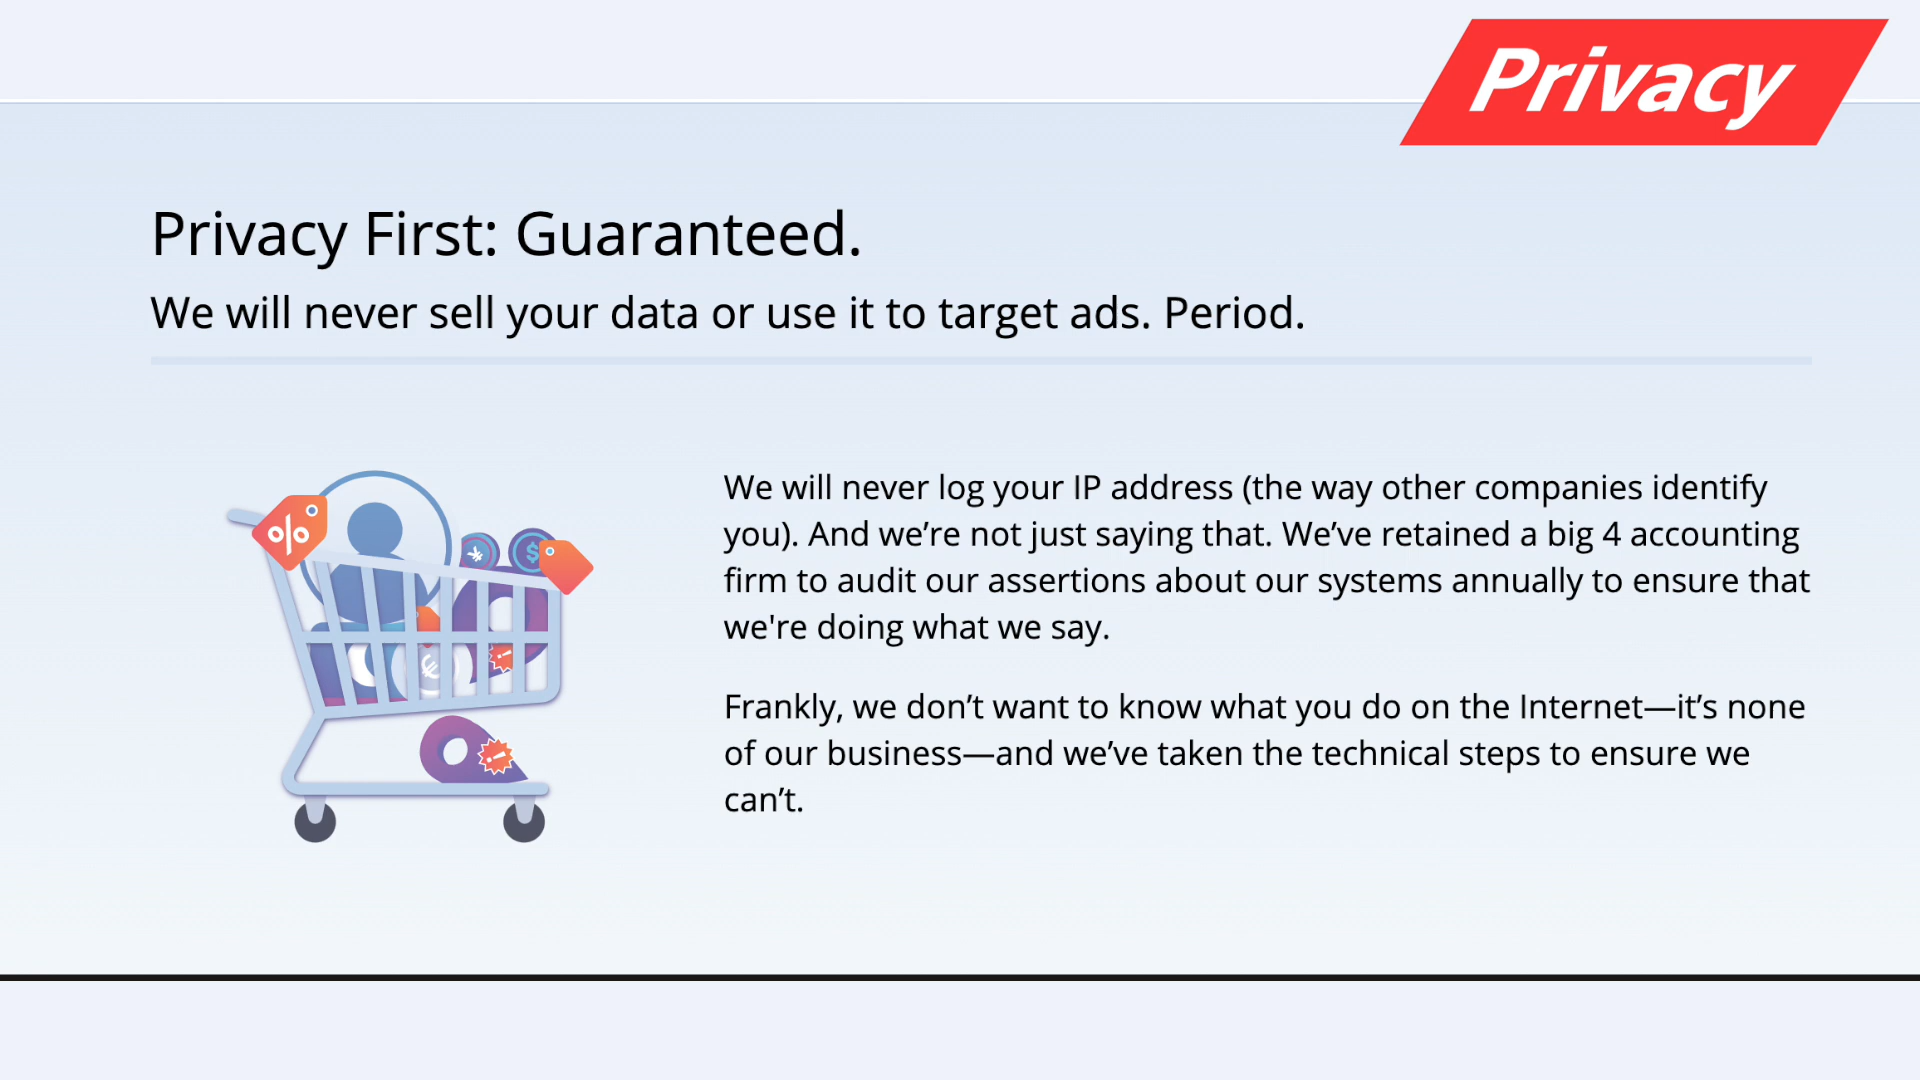 Privacy
Privacy First: Guaranteed.
We will never sell your data or use it to target ads. Period.
%
¥
$
€
We will never log your IP address (the way other companies identify
you). And we’re not just saying that. We’ve retained a big 4 accounting
firm to audit our assertions about our systems annually to ensure that
we're doing what we say.
Frankly, we don’t want to know what you do on the Internet—it’s none
of our business—and we’ve taken the technical steps to ensure we
can’t.